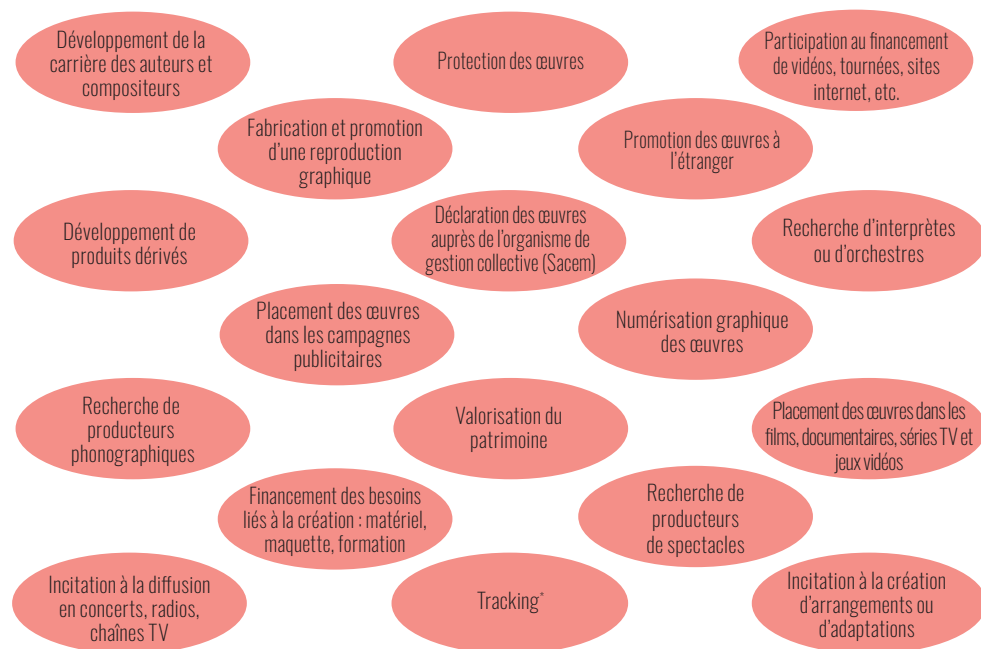 Développement de la
carrière des auteurs et
compositeurs
Protection des œuvres
Participation au financement
de vidéos, tournées, sites
internet, etc.
Fabrication et promotion
d'une reproduction
graphique
Promotion des œuvres à
l'étranger
Développement de
produits dérivés
Déclaration des œuvres
auprès de l'organisme de
gestion collective (Sacem)
Recherche d'interprètes
ou d'orchestres
Placement des œuvres
dans les campagnes
publicitaires
Numérisation graphique
des œuvres
Recherche de
producteurs
phonographiques
Valorisation du
patrimoine
Placement des œuvres dans les
films, documentaires, séries TV et
jeux vidéos
Financement des besoins
liés à la création : matériel,
maquette, formation
Recherche de
producteurs
de spectacles
Incitation à la diffusion
en concerts, radios,
chaînes TV
Tracking*
Incitation à la création
d'arrangements ou
d'adaptations